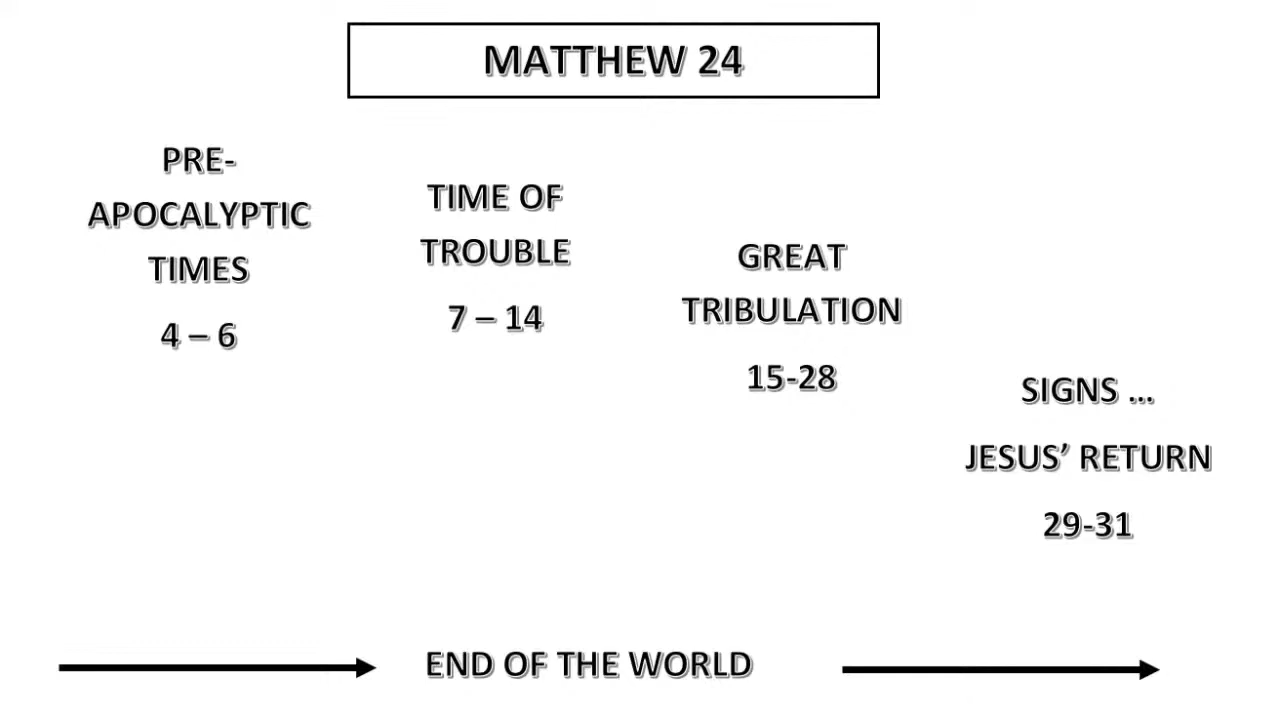 MATTHEW 24
PRE-
APOCALYPTIC
TIMES
4 – 6
TIME OF
TROUBLE
7 – 14
GREAT
TRIBULATION
15-28
SIGNS …
JESUS’ RETURN
29-31
END OF THE WORLD